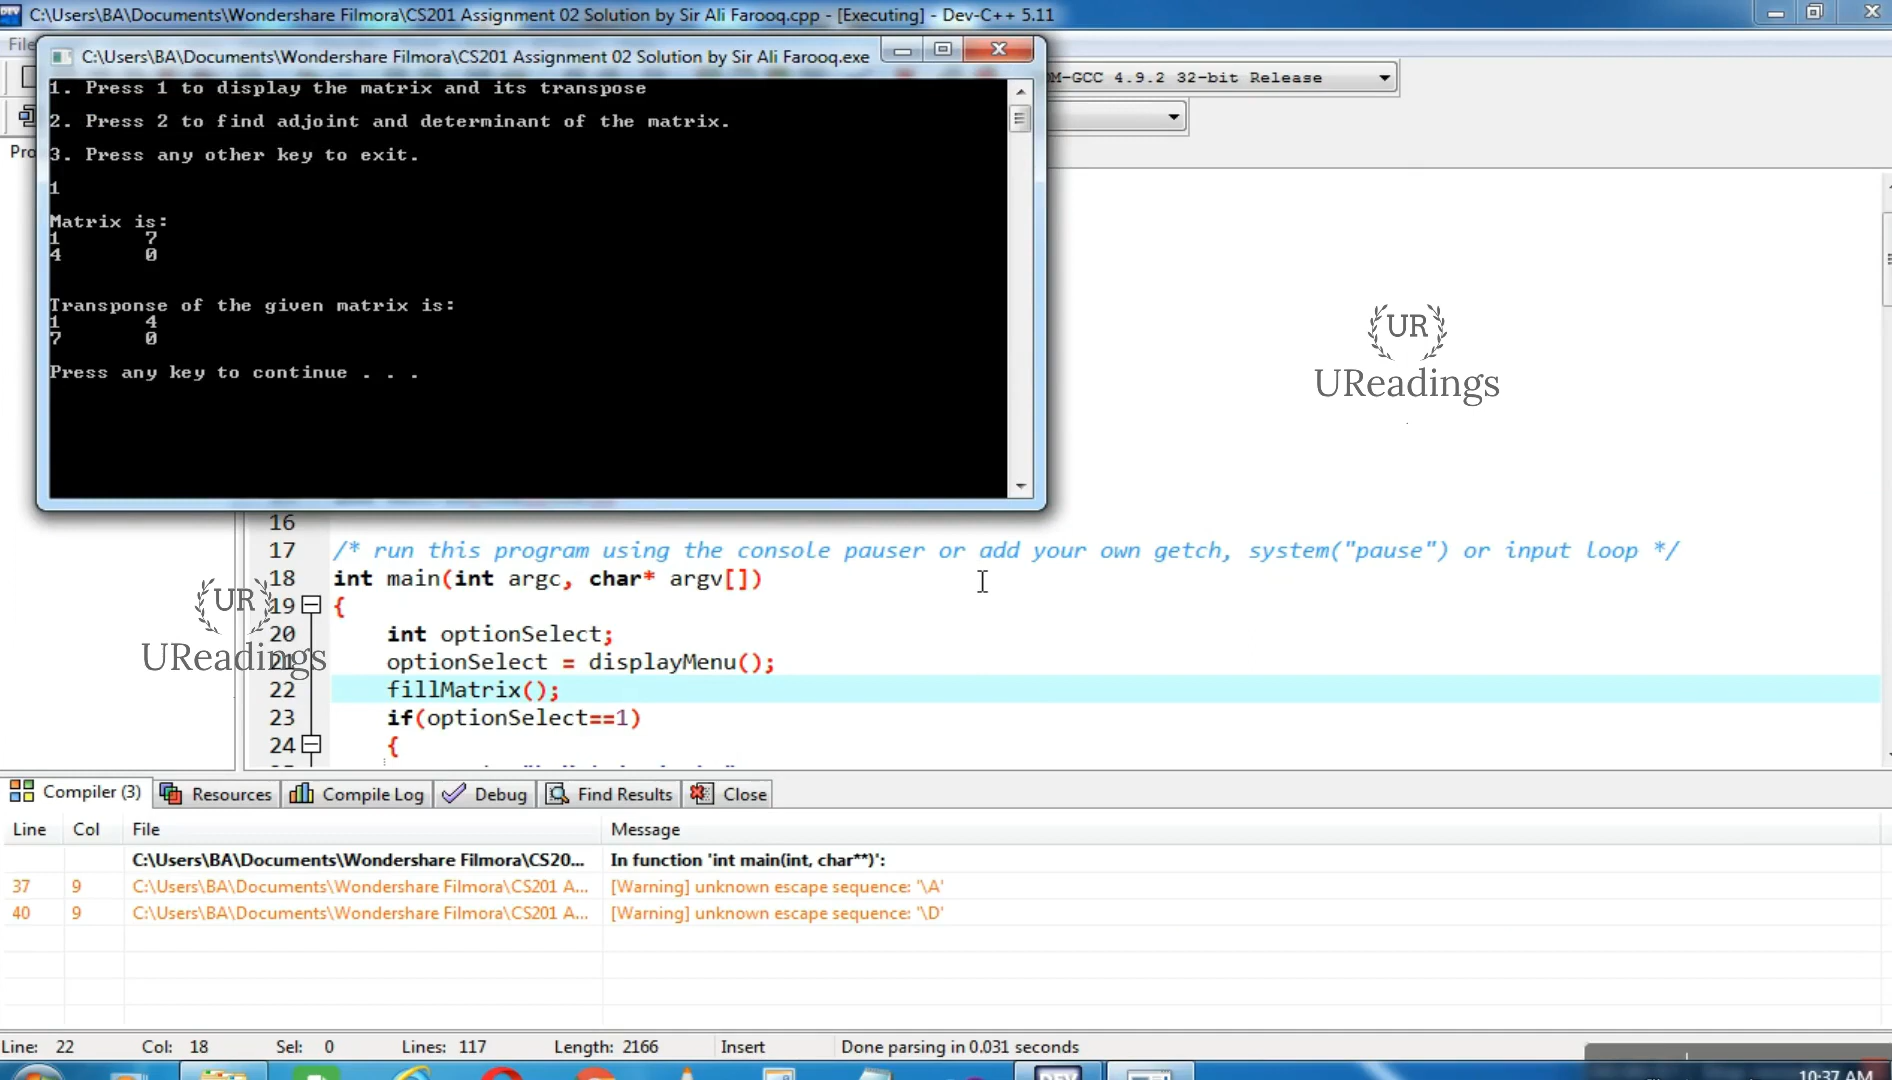 C:\Users\BA\Documents\Wondershare Filmora\CS201 Assignment 02 Solution by Sir Ali Farooq.cpp - [Executing] - Dev-C++ 5.11
File
C:\Users\BA\Documents\Wondershare Filmora\CS201 Assignment 02 Solution by Sir Ali Farooq.exe
M-GCC 4.9.2 32-bit Release
Pro
1. Press 1 to display the matrix and its transpose
2. Press 2 to find adjoint and determinant of the matrix.
3. Press any other key to exit.
1
Matrix is:
1 7
4 0
Transponse of the given matrix is:
1 4
7 0
Press any key to continue . . .
UR
UReadings
16
17 /* run this program using the console pauser or add your own getch, system("pause") or input loop */
18 int main(int argc, char* argv[])
19 {
20 int optionSelect;
21 optionSelect = displayMenu();
22 fillMatrix();
23 if(optionSelect==1)
24 {
UR
UReadings
Compiler (3) Resources Compile Log Debug Find Results Close
Line Col File Message
C:\Users\BA\Documents\Wondershare Filmora\CS20... In function 'int main(int, char**)':
37 9 C:\Users\BA\Documents\Wondershare Filmora\CS201 A... [Warning] unknown escape sequence: '\A'
40 9 C:\Users\BA\Documents\Wondershare Filmora\CS201 A... [Warning] unknown escape sequence: '\D'
Line: 22 Col: 18 Sel: 0 Lines: 117 Length: 2166 Insert Done parsing in 0.031 seconds
DEV
10:37 AM